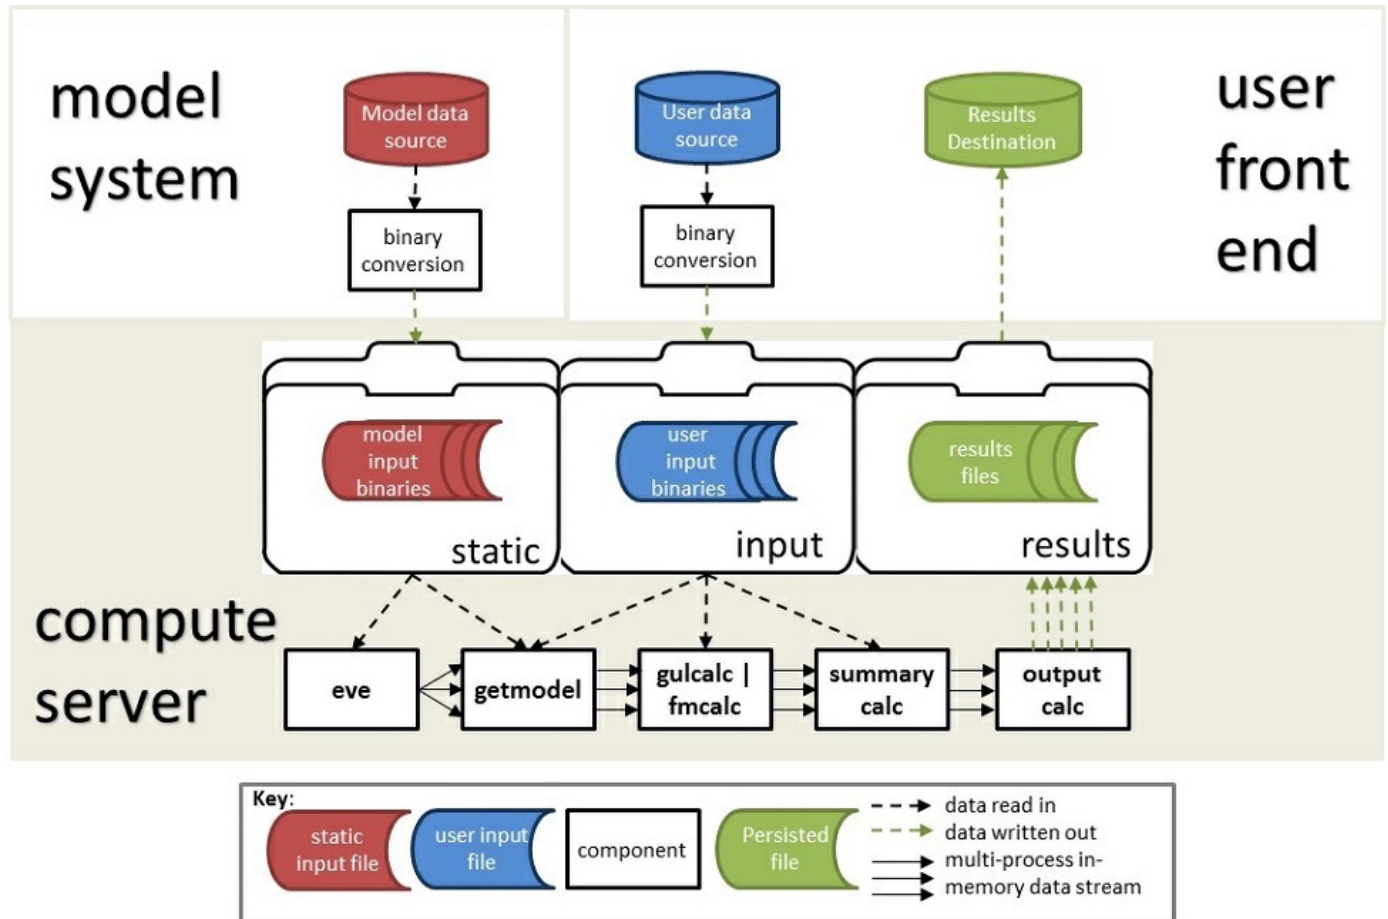 model
system
Model data
source
binary
conversion
User data
source
binary
conversion
Results
Destination
user
front
end
model
input
binaries
static
user
input
binaries
input
results
files
results
compute
server
eve
getmodel
gulcalc |
fmcalc
summary
calc
output
calc
Key:
static
input file
user input
file
component
Persisted
file
data read in
data written out
multi-process in-
memory data stream